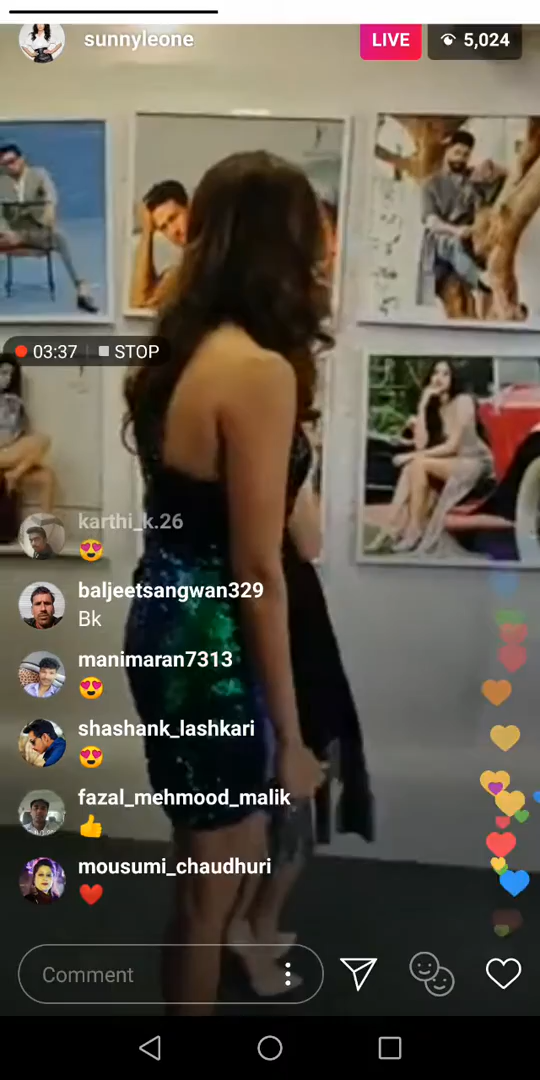 sunnyleone
LIVE
5,024
03:37
STOP
karthi_k.26
😍
baljeetsangwan329
Bk
manimaran7313
😍
shashank_lashkari
😍
fazal_mehmood_malik
👍
mousumi_chaudhuri
❤️
Comment